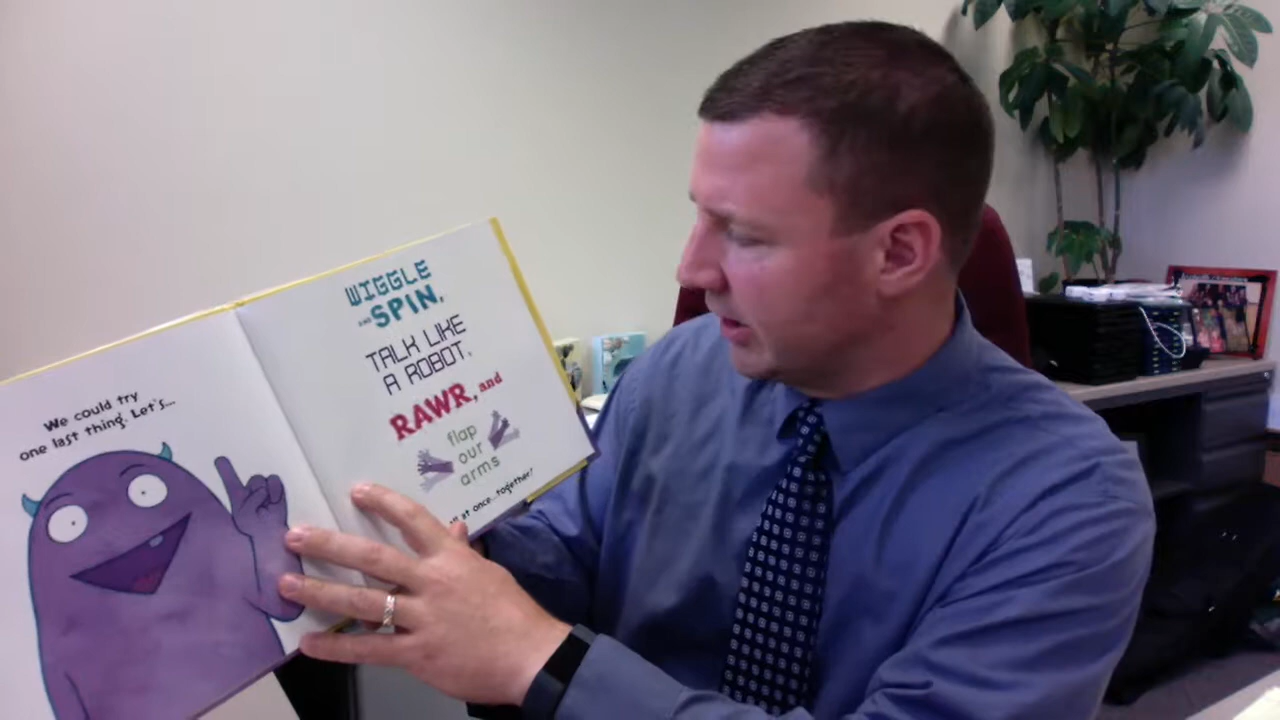 We could try
one last thing. Let's...
WIGGLE
AND SPIN,
TALK LIKE
A ROBOT,
RAWR, and
flap
our
arms
all at once...together!